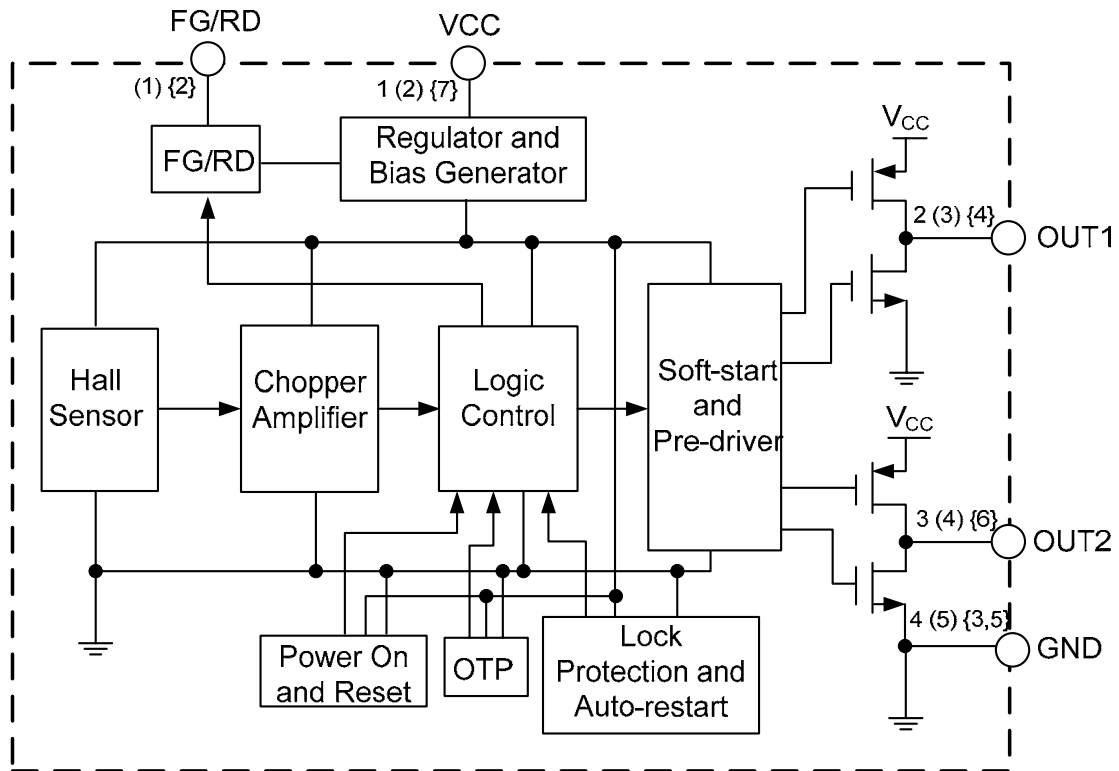 FG/RD
VCC
(1) {2}
1 (2) {7}
FG/RD
Regulator and
Bias Generator
VCC
2 (3) {4}
OUT1
Hall
Sensor
Chopper
Amplifier
Logic
Control
Soft-start
and
Pre-driver
VCC
3 (4) {6}
OUT2
4 (5) {3,5}
GND
Power On
and Reset
OTP
Lock
Protection and
Auto-restart